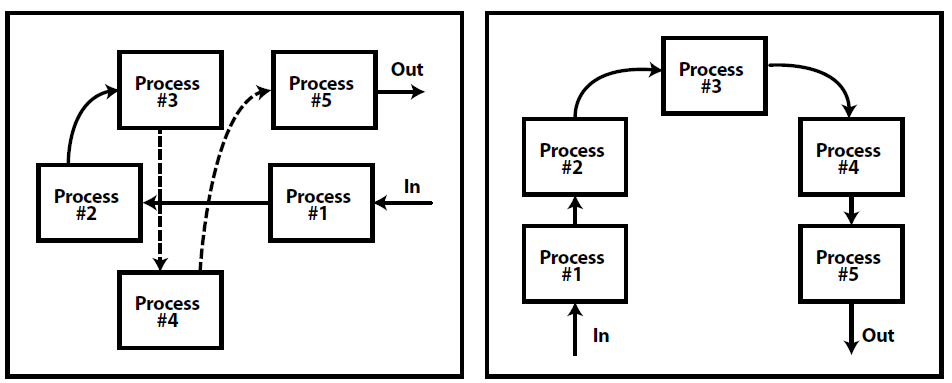 Process
#3
Process
#5
Out
Process
#2
Process
#1
In
Process
#4
Process
#3
Process
#2
Process
#4
Process
#1
Process
#5
In
Out